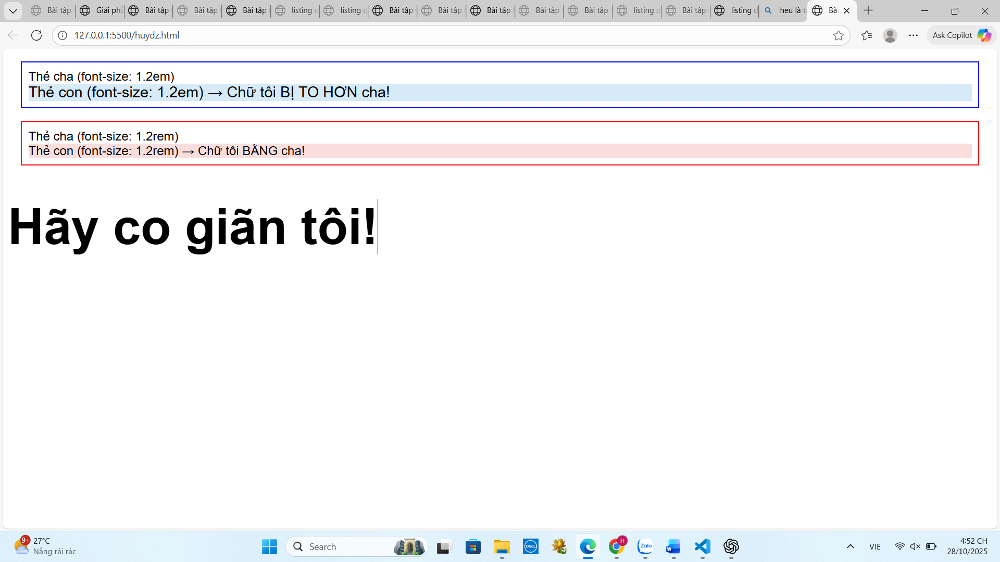 Bài tập
Giải phẫ
Bài tập
Bài tập
Bài tập
listing d
listing d
Bài tập
Bài tập
Bài tập
Bài tập
Bài tập
listing d
Bài tập
listing d
heu là t
Bài
127.0.0.1:5500/huydz.html
Ask Copilot
Thẻ cha (font-size: 1.2em)
Thẻ con (font-size: 1.2em) → Chữ tôi BỊ TO HƠN cha!
Thẻ cha (font-size: 1.2rem)
Thẻ con (font-size: 1.2rem) → Chữ tôi BẰNG cha!
Hãy co giãn tôi!
9+
27°C
Nắng rải rác
Search
DELL
H
Zalo
W
VIE
4:52 CH
28/10/2025